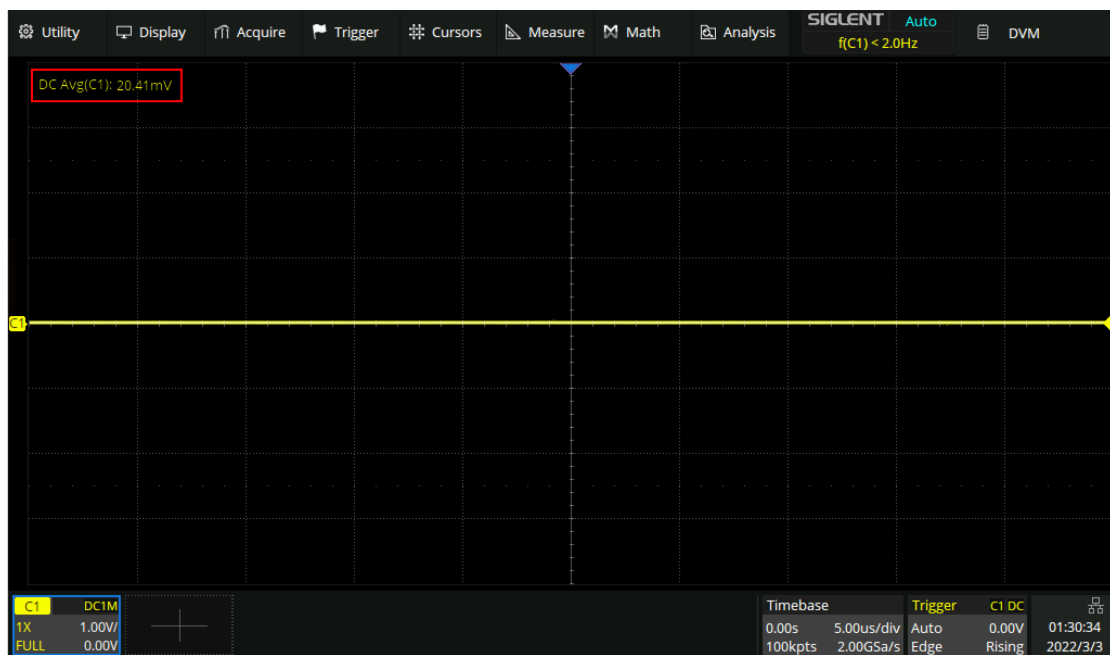 Utility Display Acquire Trigger Cursors Measure Math Analysis SIGLENT Auto DVM
f(C1) < 2.0Hz
DC Avg(C1): 20.41mV
C1
C1 DC1M
1X 1.00V/
FULL 0.00V
Timebase
0.00s 5.00us/div
100kpts 2.00GSa/s
Trigger C1 DC
Auto 0.00V
Edge Rising
01:30:34
2022/3/3